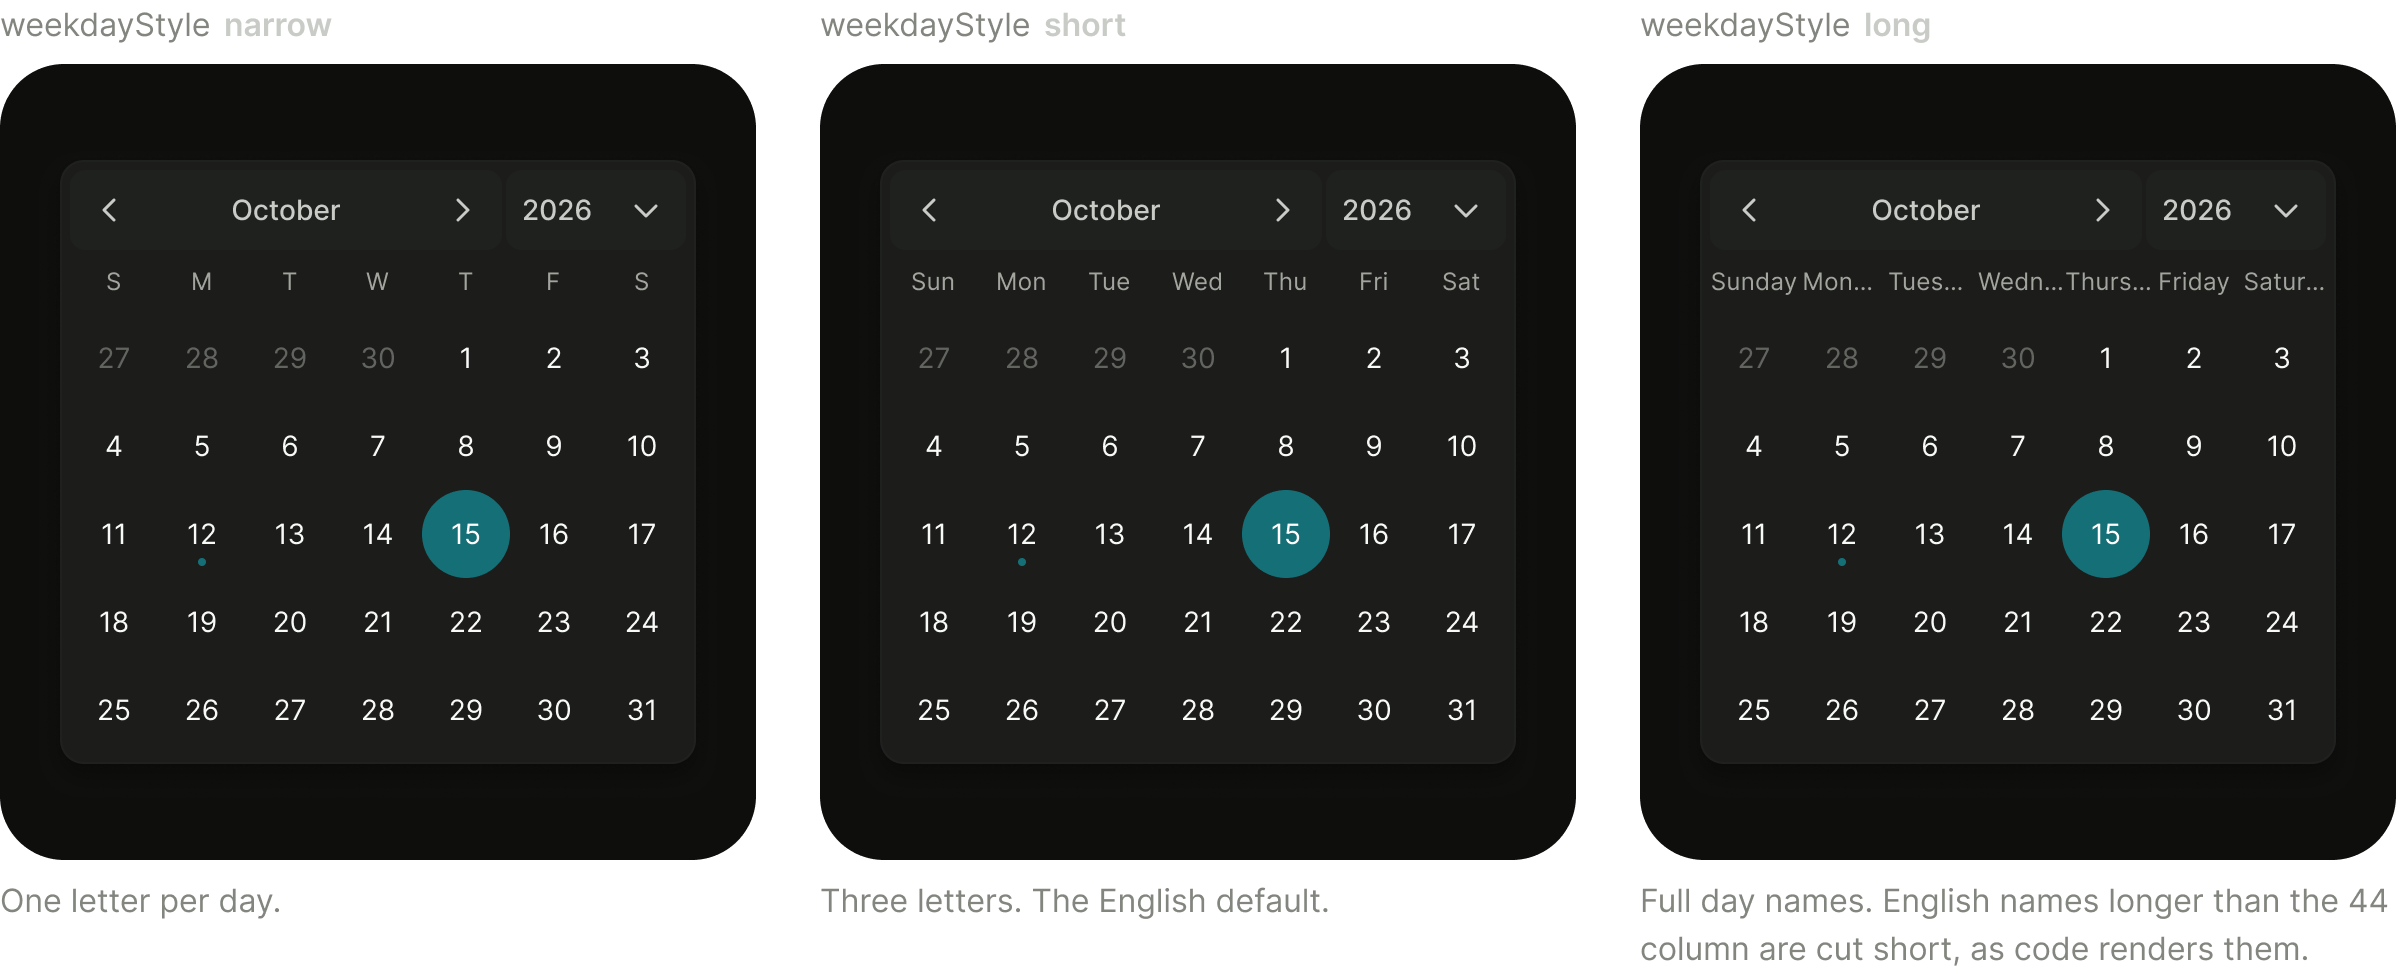 weekdayStyle narrow
October 2026
S M T W T F S
27 28 29 30 1 2 3
4 5 6 7 8 9 10
11 12 13 14 15 16 17
18 19 20 21 22 23 24
25 26 27 28 29 30 31
One letter per day.
weekdayStyle short
October 2026
Sun Mon Tue Wed Thu Fri Sat
27 28 29 30 1 2 3
4 5 6 7 8 9 10
11 12 13 14 15 16 17
18 19 20 21 22 23 24
25 26 27 28 29 30 31
Three letters. The English default.
weekdayStyle long
October 2026
Sunday Mon... Tues... Wedn... Thurs... Friday Satur...
27 28 29 30 1 2 3
4 5 6 7 8 9 10
11 12 13 14 15 16 17
18 19 20 21 22 23 24
25 26 27 28 29 30 31
Full day names. English names longer than the 44
column are cut short, as code renders them.